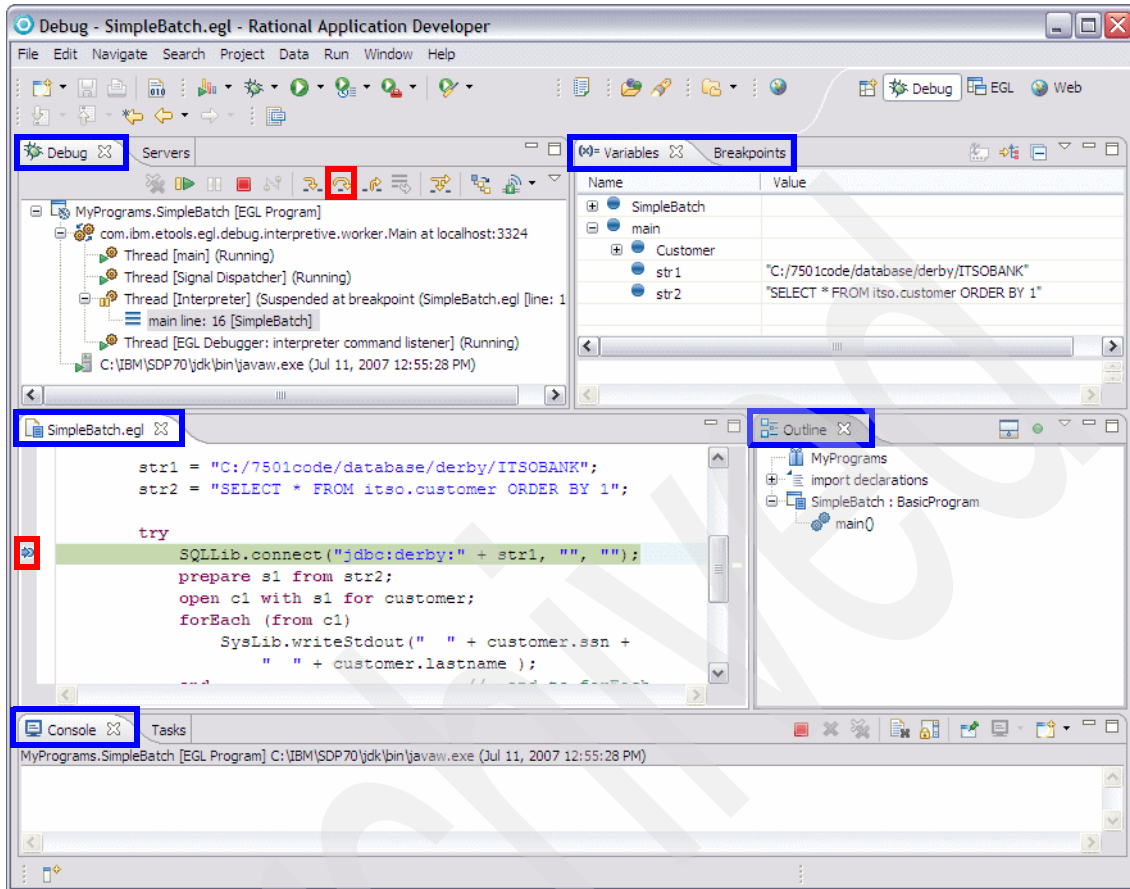 Debug - SimpleBatch.egl - Rational Application Developer
File Edit Navigate Search Project Data Run Window Help
010
Debug EGL Web
Debug Servers
MyPrograms.SimpleBatch [EGL Program]
com.ibm.etools.egl.debug.interpretive.worker.Main at localhost:3324
Thread [main] (Running)
Thread [Signal Dispatcher] (Running)
Thread [Interpreter] (Suspended at breakpoint (SimpleBatch.egl [line: 1
main line: 16 [SimpleBatch]
Thread [EGL Debugger: interpreter command listener] (Running)
C:\IBM\SDP70\jdk\bin\javaw.exe (Jul 11, 2007 12:55:28 PM)
(x)= Variables Breakpoints
Name Value
SimpleBatch
main
Customer
str1 "C:/7501code/database/derby/ITSOBANK"
str2 "SELECT * FROM itso.customer ORDER BY 1"
SimpleBatch.egl
str1 = "C:/7501code/database/derby/ITSOBANK";
str2 = "SELECT * FROM itso.customer ORDER BY 1";
try
SQLLib.connect("jdbc:derby:" + str1, "", "");
prepare s1 from str2;
open c1 with s1 for customer;
forEach (from c1)
SysLib.writeStdout("  " + customer.ssn +
"  " + customer.lastname );
end // end to forEach
Outline
MyPrograms
import declarations
SimpleBatch : BasicProgram
main()
Console Tasks
MyPrograms.SimpleBatch [EGL Program] C:\IBM\SDP70\jdk\bin\javaw.exe (Jul 11, 2007 12:55:28 PM)